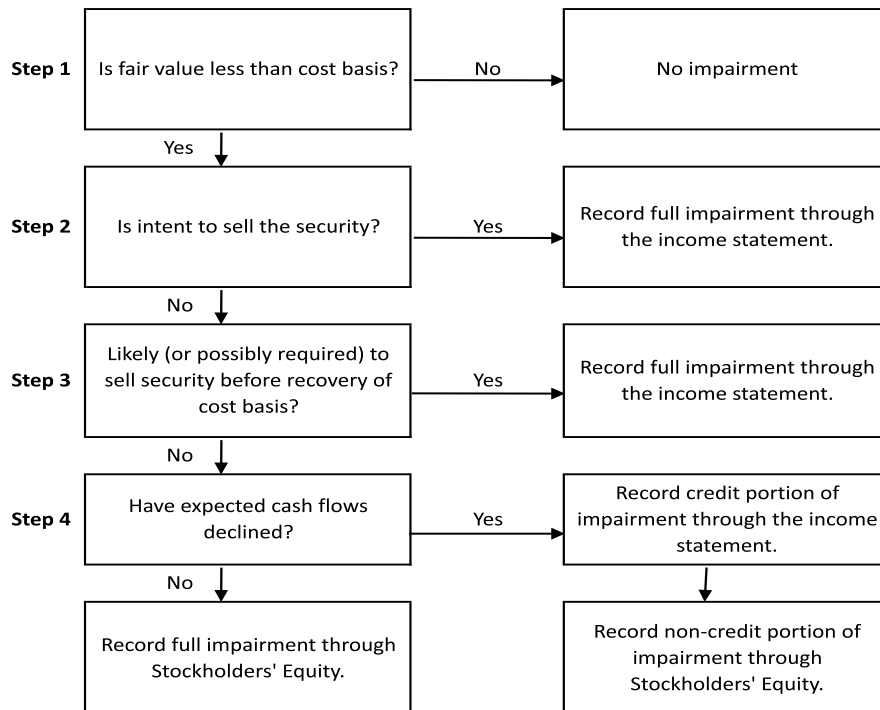 Step 1
Is fair value less than cost basis?
No
No impairment
Yes
Step 2
Is intent to sell the security?
Yes
Record full impairment through
the income statement.
No
Step 3
Likely (or possibly required) to
sell security before recovery of
cost basis?
Yes
Record full impairment through
the income statement.
No
Step 4
Have expected cash flows
declined?
Yes
Record credit portion of
impairment through the income
statement.
No
Record full impairment through
Stockholders' Equity.
Record non-credit portion of
impairment through
Stockholders' Equity.